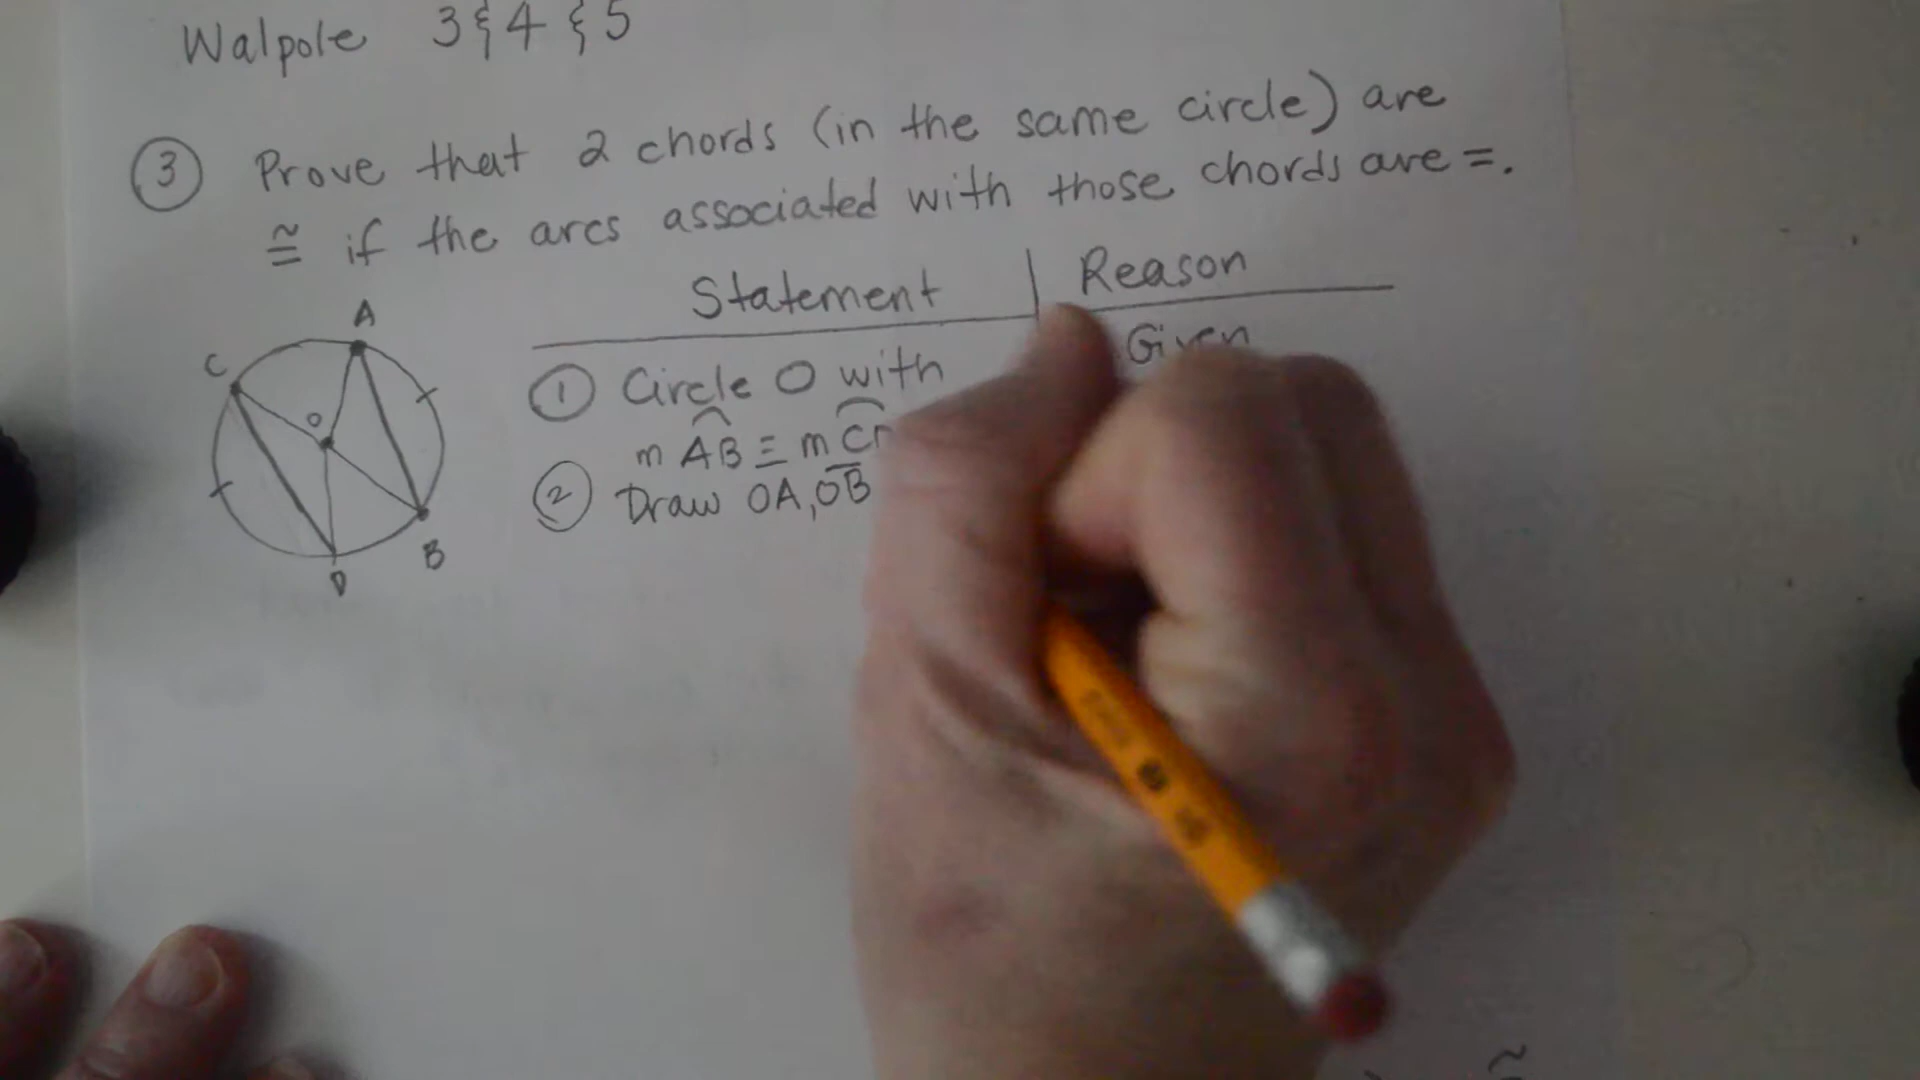 Walpole 3 & 4 & 5
③ Prove that 2 chords (in the same circle) are
≅ if the arcs associated with those chords are =.
Statement | Reason
① Circle O with Given
m AB ≡ m C
② Draw OA, OB
A
C
O
B
D
≅